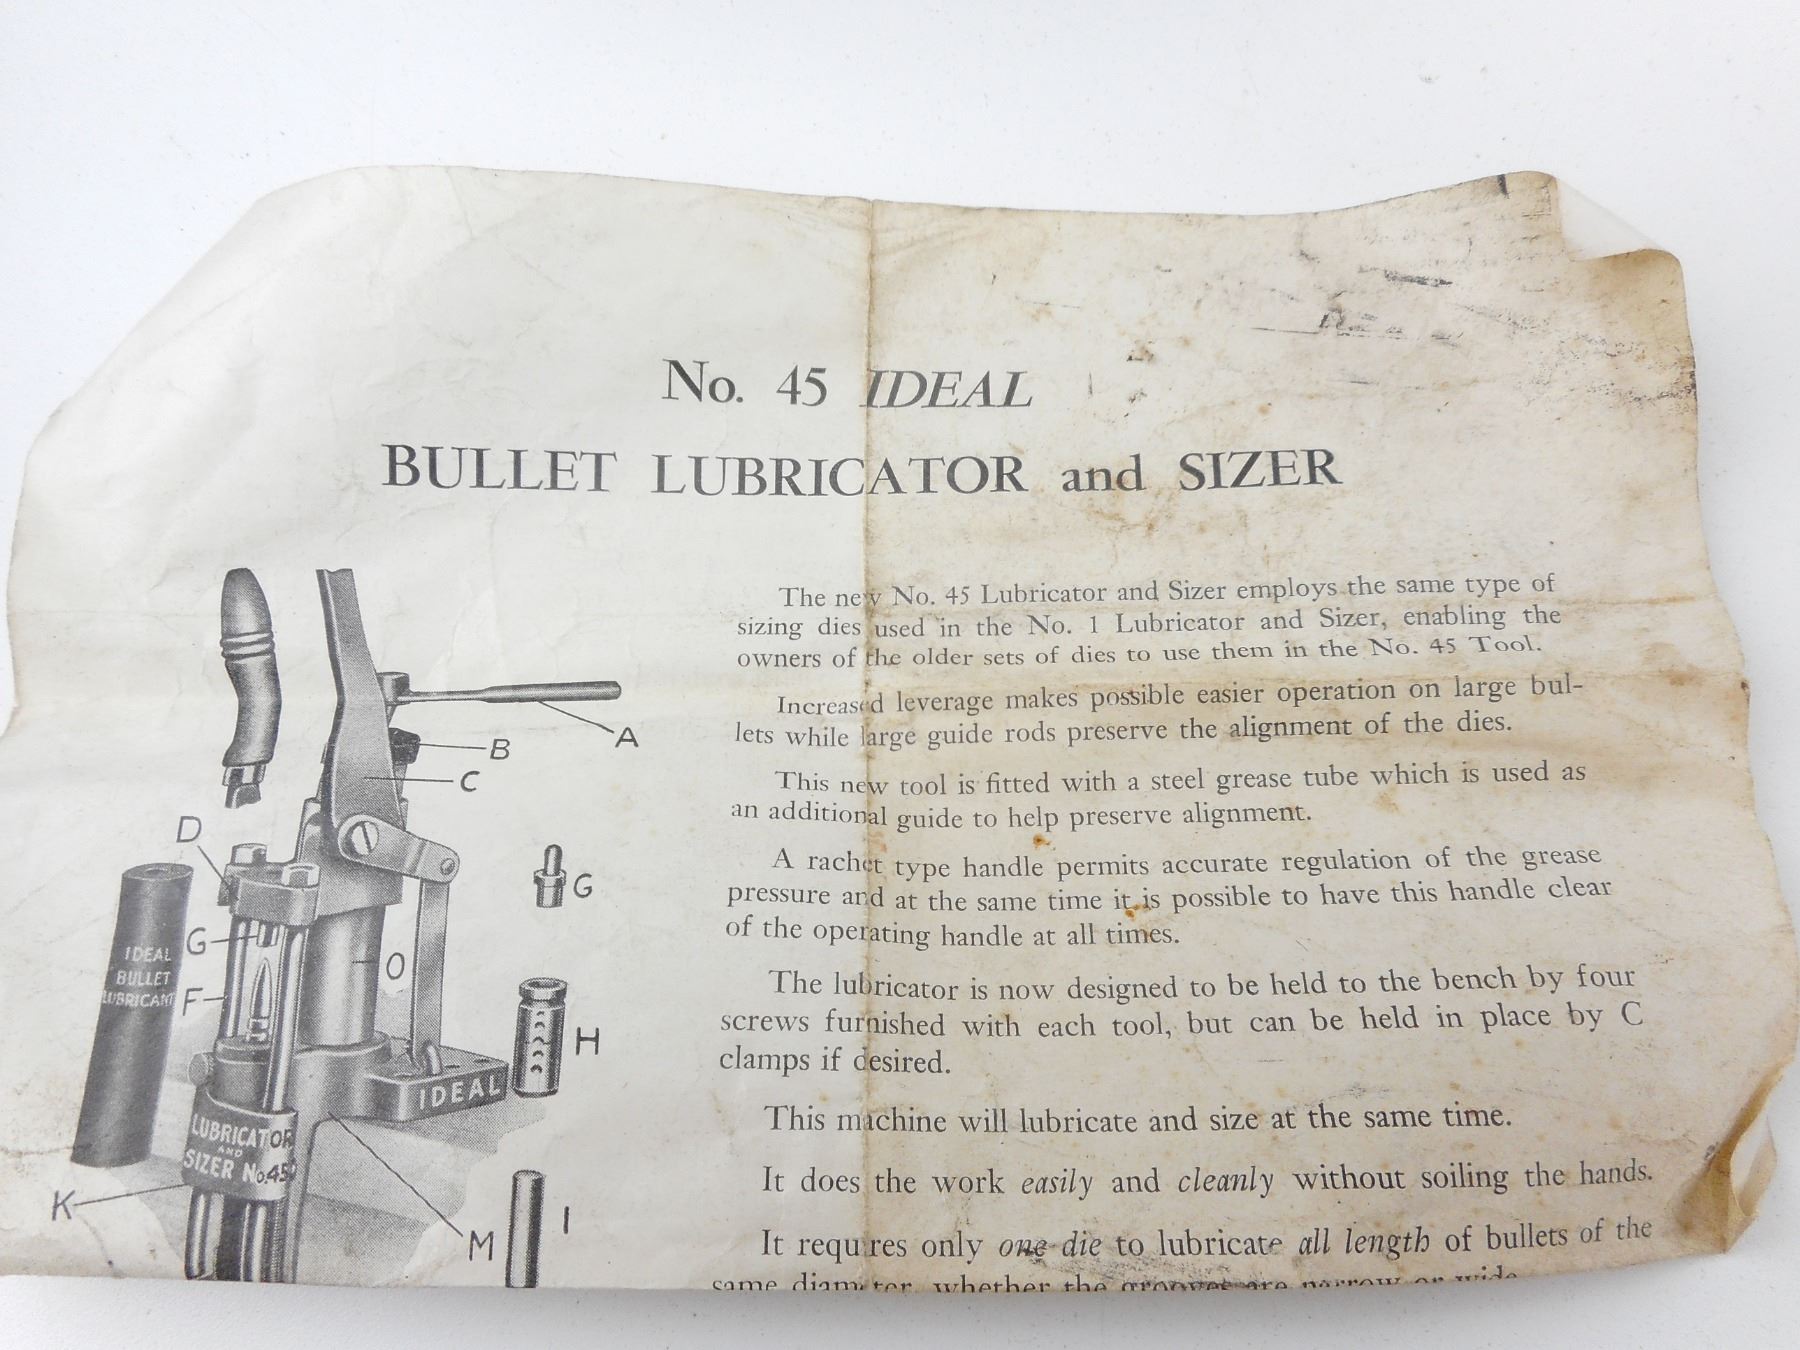 No. 45 IDEAL
BULLET LUBRICATOR and SIZER
The new No. 45 Lubricator and Sizer employs the same type of
sizing dies used in the No. 1 Lubricator and Sizer, enabling the
owners of the older sets of dies to use them in the No. 45 Tool.
Increased leverage makes possible easier operation on large bul-
lets while large guide rods preserve the alignment of the dies.
This new tool is fitted with a steel grease tube which is used as
an additional guide to help preserve alignment.
A rachet type handle permits accurate regulation of the grease
pressure and at the same time it is possible to have this handle clear
of the operating handle at all times.
The lubricator is now designed to be held to the bench by four
screws furnished with each tool, but can be held in place by C
clamps if desired.
This machine will lubricate and size at the same time.
It does the work easily and cleanly without soiling the hands.
It requires only one die to lubricate all length of bullets of the
same diameter, whether the grooves are narrow or wide
A
B
C
D
G
G
O
F
H
IDEAL
BULLET
LUBRICANT
IDEAL
LUBRICATOR
AND
SIZER No.45
K
M
I